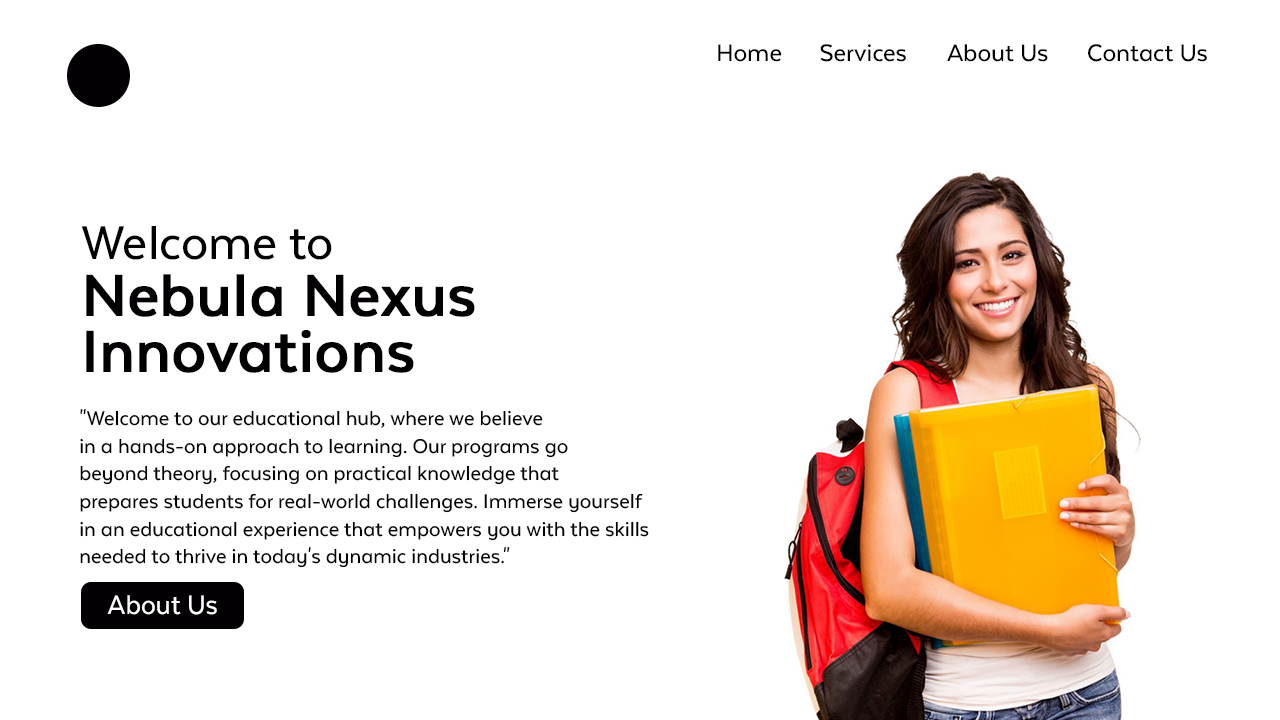 Home Services About Us Contact Us
Welcome to
Nebula Nexus
Innovations
"Welcome to our educational hub, where we believe
in a hands-on approach to learning. Our programs go
beyond theory, focusing on practical knowledge that
prepares students for real-world challenges. Immerse yourself
in an educational experience that empowers you with the skills
needed to thrive in today's dynamic industries."
About Us